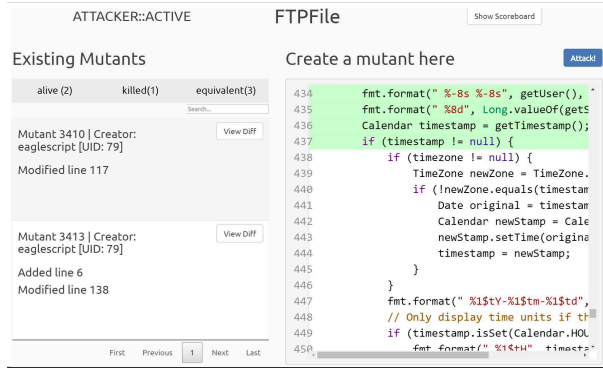 ATTACKER::ACTIVE
FTPFile
Show Scoreboard
Existing Mutants
Create a mutant here
Attack!
alive (2)
killed(1)
equivalent(3)
Search...
Mutant 3410 | Creator:
eaglescript [UID: 79]
View Diff
Modified line 117
Mutant 3413 | Creator:
eaglescript [UID: 79]
View Diff
Added line 6
Modified line 138
First Previous 1 Next Last
434 fmt.format(" %-8s %-8s", getUser(),
435 fmt.format(" %8d", Long.valueOf(getS
436 Calendar timestamp = getTimestamp();
437 if (timestamp != null) {
438 if (timezone != null) {
439 TimeZone newZone = TimeZone.
440 if (!newZone.equals(timestam
441 Date original = timestam
442 Calendar newStamp = Cale
443 newStamp.setTime(origina
444 timestamp = newStamp;
445 }
446 }
447 fmt.format(" %1$tY-%1$tm-%1$td",
448 // Only display time units if th
449 if (timestamp.isSet(Calendar.HOU
450 fmt.format(" %1$tH", timesta